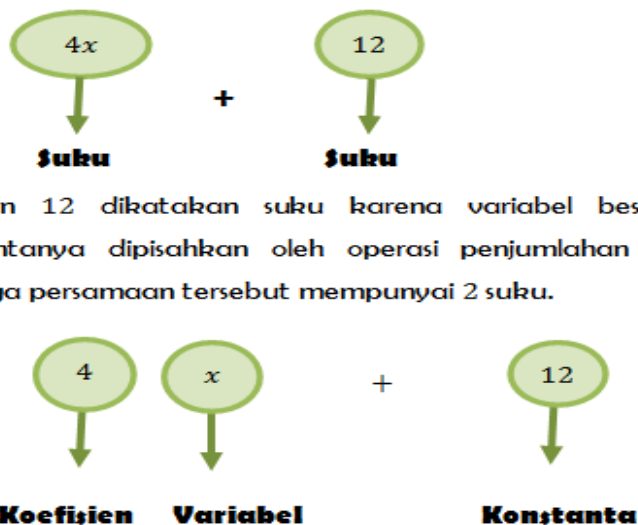 4x + 12
Suku Suku
n 12 dikatakan suku karena variabel bes
ntanya dipisahkan oleh operasi penjumlahan
ga persamaan tersebut mempunyai 2 suku.
4 x + 12
Koefisien Variabel Konstanta